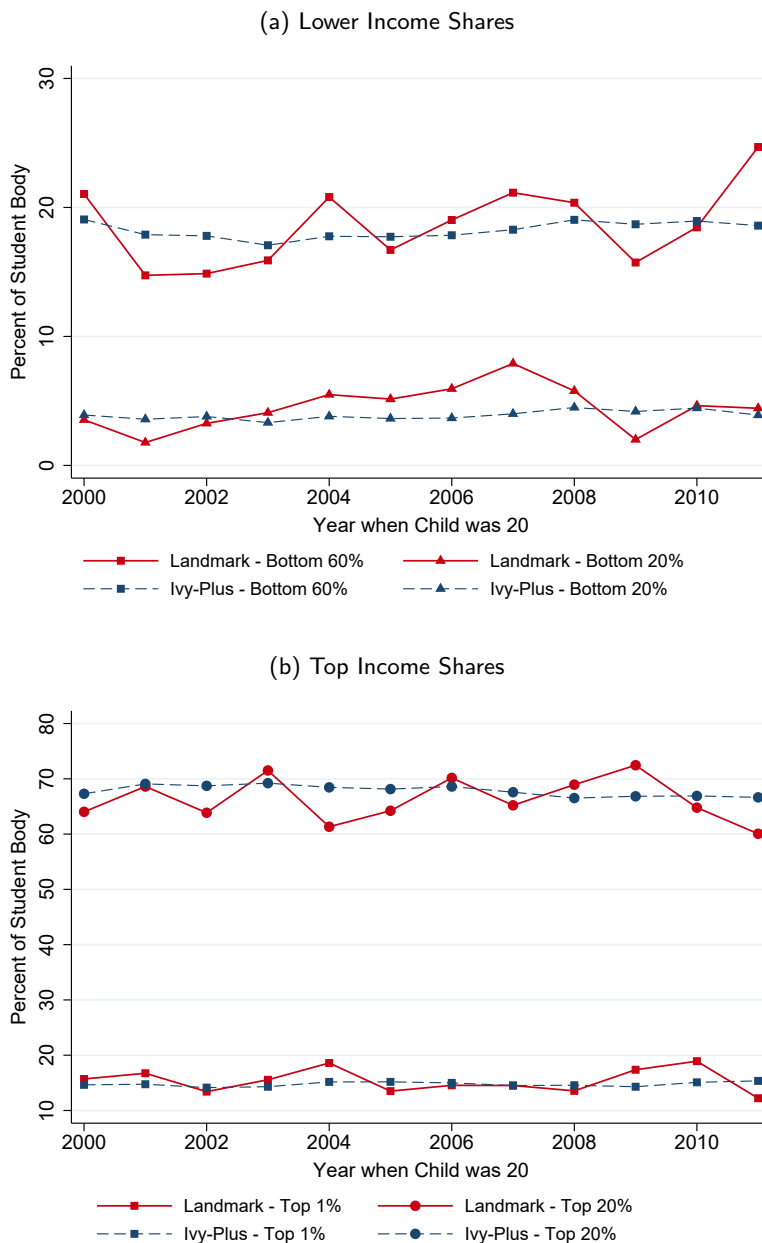 (a) Lower Income Shares
30
20
10
0
Percent of Student Body
2000 2002 2004 2006 2008 2010
Year when Child was 20
Landmark - Bottom 60% Landmark - Bottom 20%
Ivy-Plus - Bottom 60% Ivy-Plus - Bottom 20%
(b) Top Income Shares
80
70
60
50
40
30
20
10
Percent of Student Body
2000 2002 2004 2006 2008 2010
Year when Child was 20
Landmark - Top 1% Landmark - Top 20%
Ivy-Plus - Top 1% Ivy-Plus - Top 20%